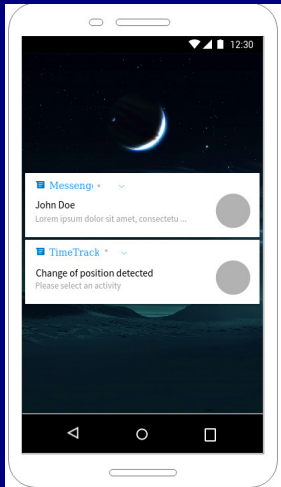 12:30
Messeng
John Doe
Lorem ipsum dolor sit amet, consectetu ...
TimeTrack
Change of position detected
Please select an activity